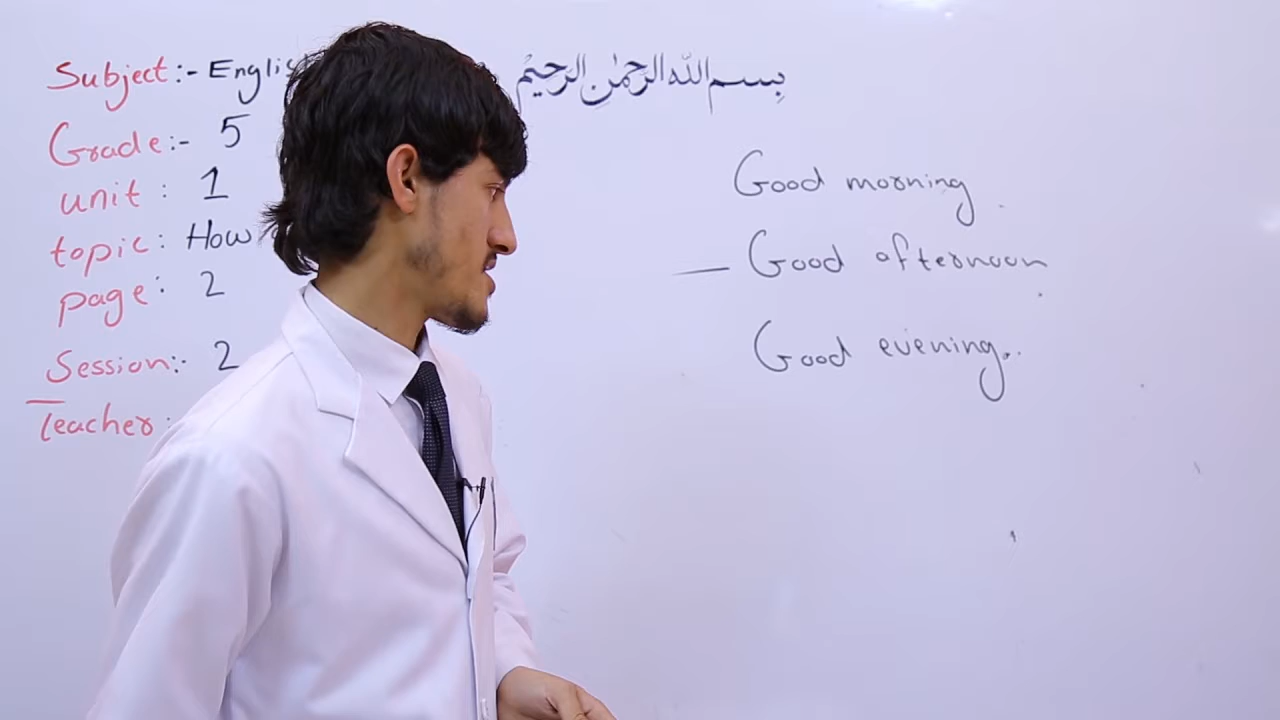 Subject:- Englis
بسم الله الرحمٰن الرحيم
Grade:- 5
unit : 1
topic: How
page: 2
Session:- 2
Teacher :
Good morning.
— Good afternoon
Good evening.